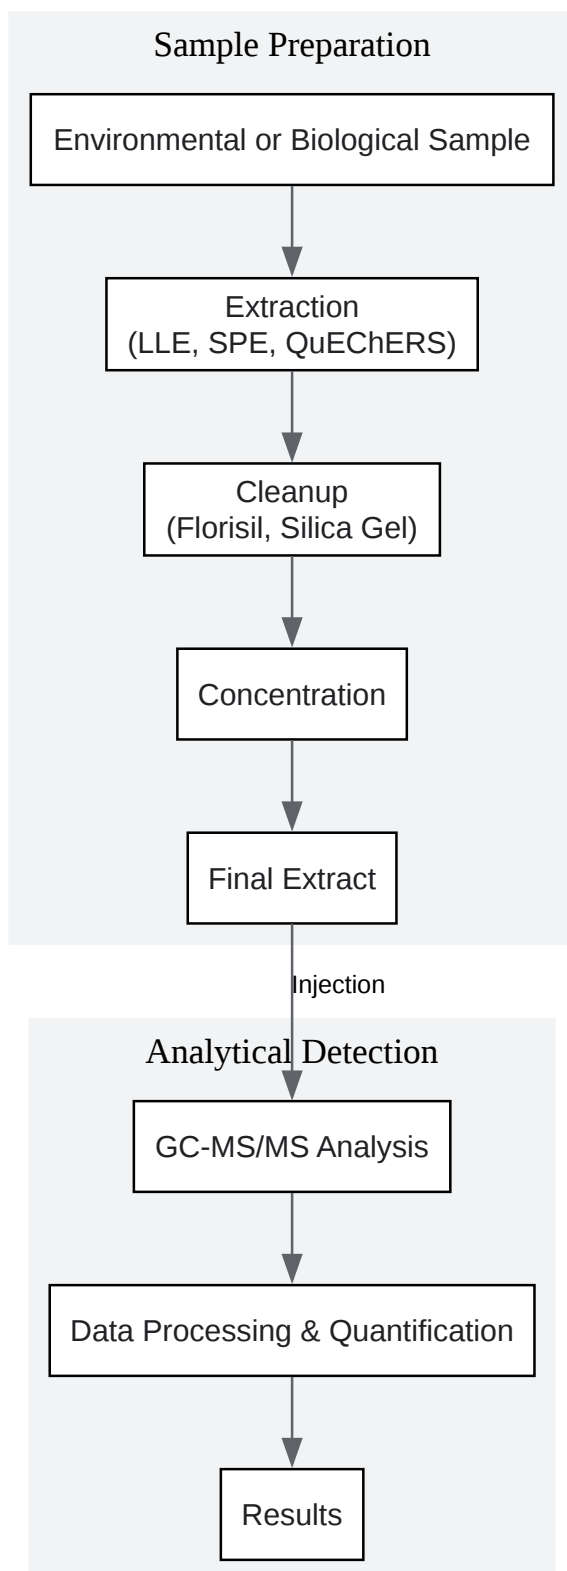 Sample Preparation
Environmental or Biological Sample
Extraction
(LLE, SPE, QuEChERS)
Cleanup
(Florisil, Silica Gel)
Concentration
Final Extract
Injection
Analytical Detection
GC-MS/MS Analysis
Data Processing & Quantification
Results